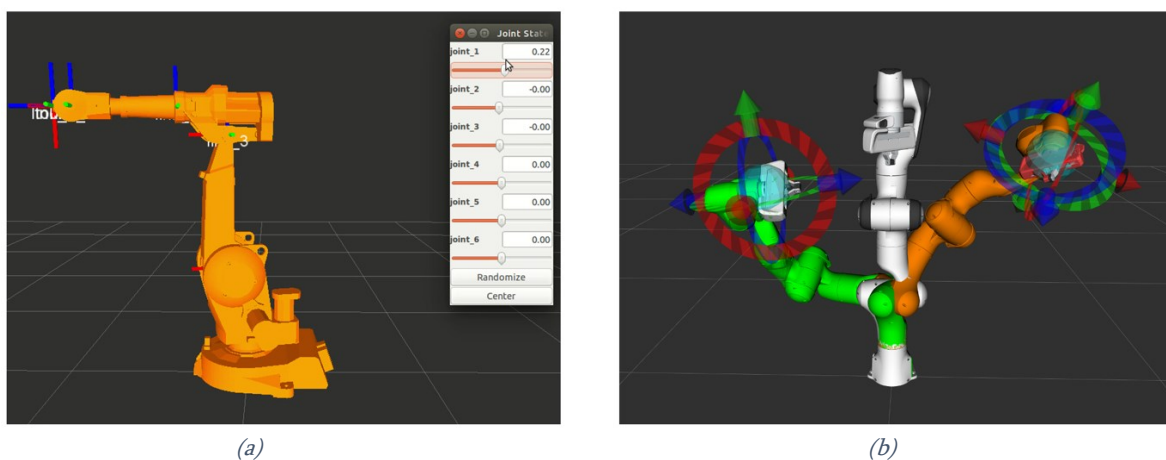 Joint State
joint_1 0.22
joint_2 -0.00
joint_3 -0.00
joint_4 0.00
joint_5 0.00
joint_6 0.00
Randomize
Center
(a)
(b)